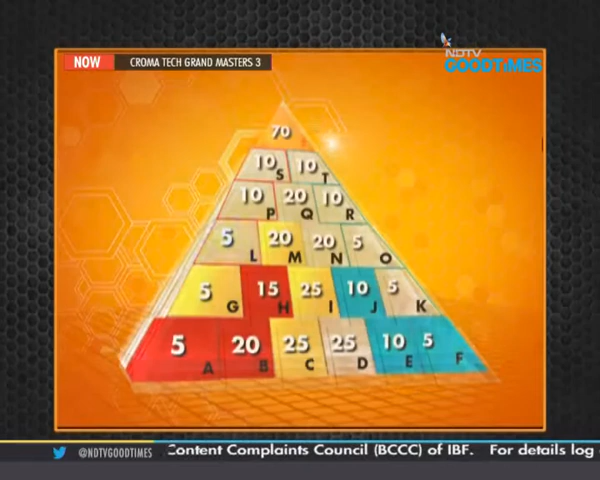 NOW CROMA TECH GRAND MASTERS 3
NDTV
GOODTiMES
70
10 S 10 T
10 P 20 Q 10 R
5 L 20 M 20 N 5 O
5 G 15 H 25 I 10 J 5 K
5 A 20 B 25 C 25 D 10 E 5 F
@NDTVGOODTIMES Content Complaints Council (BCCC) of IBF. For details log